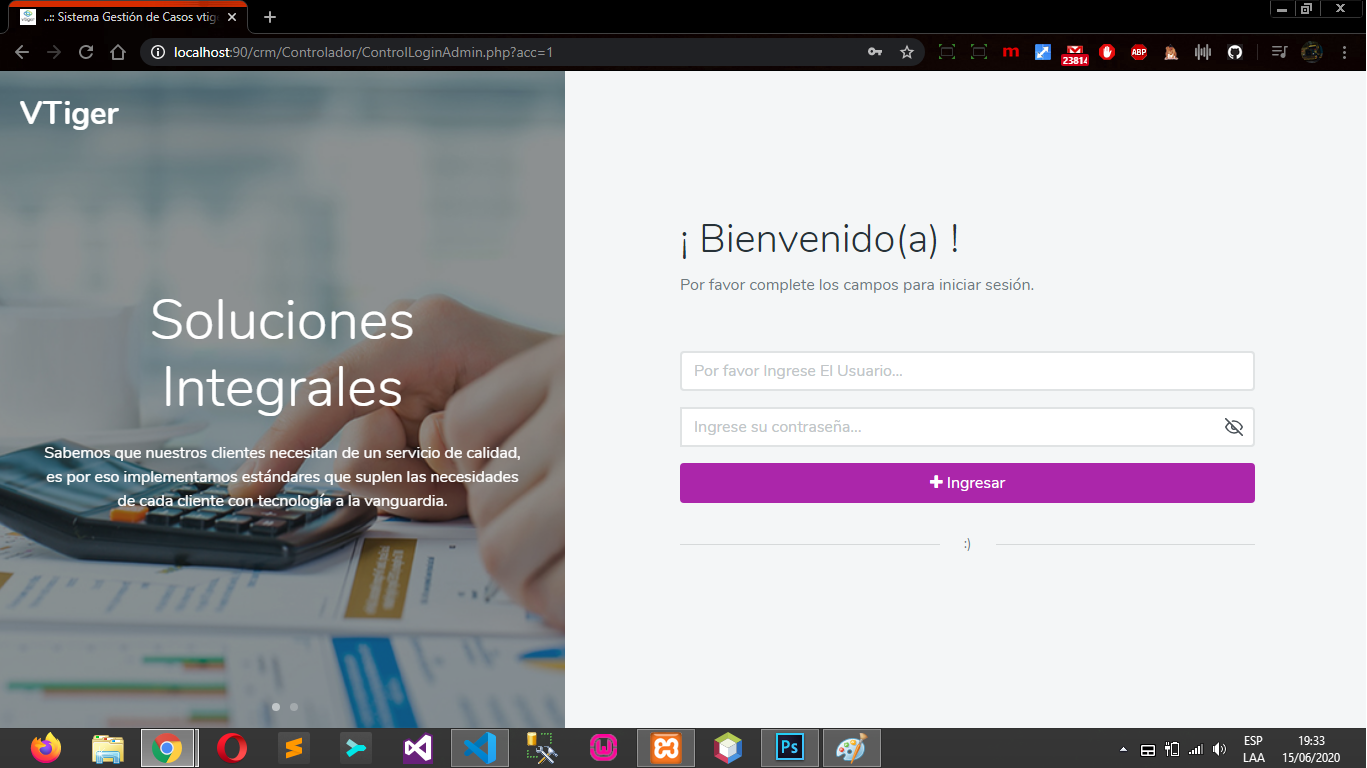 ..:: Sistema Gestión de Casos vtig
localhost:90/crm/Controlador/ControlLoginAdmin.php?acc=1
m
23814
ABP
VTiger
Soluciones
Integrales
Sabemos que nuestros clientes necesitan de un servicio de calidad,
es por eso implementamos estándares que suplen las necesidades
de cada cliente con tecnología a la vanguardia.
¡ Bienvenido(a) !
Por favor complete los campos para iniciar sesión.
Por favor Ingrese El Usuario...
Ingrese su contraseña...
Ingresar
:)
Ps
ESP
LAA
19:33
15/06/2020